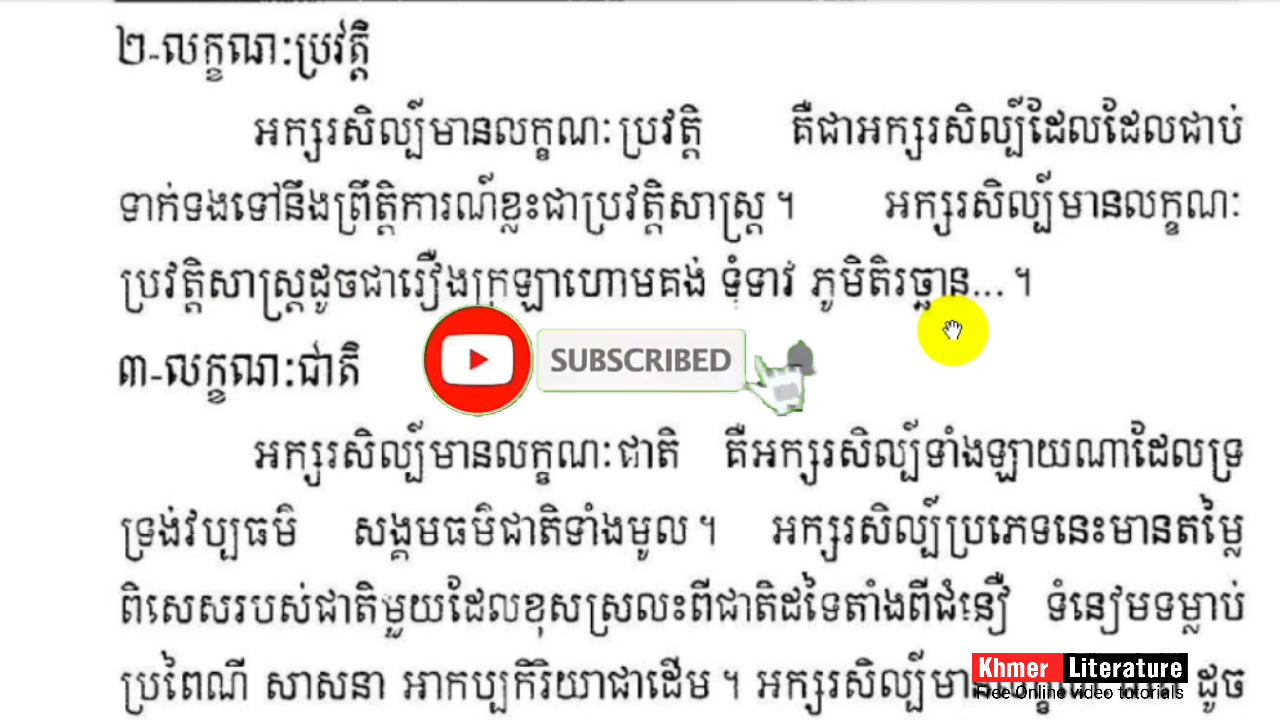 ២-លក្ខណៈប្រវត្តិ
អក្សរសិល្ប៍មានលក្ខណៈប្រវត្តិ គឺជាអក្សរសិល្ប៍ដែលដែលជាប់
ទាក់ទងទៅនឹងព្រឹត្តិការណ៍ខ្លះជាប្រវត្តិសាស្ត្រ។ អក្សរសិល្ប៍មានលក្ខណៈ
ប្រវត្តិសាស្ត្រដូចជារឿងក្រឡាហោមគង់ ទុំទាវ ភូមិតិរច្ឆាន...។
SUBSCRIBED
៣-លក្ខណៈជាតិ
អក្សរសិល្ប៍មានលក្ខណៈជាតិ គឺអក្សរសិល្ប៍ទាំងឡាយណាដែលទ្រ
ទ្រង់វប្បធម៌ សង្គមធម៌ជាតិទាំងមូល។ អក្សរសិល្ប៍ប្រភេទនេះមានតម្លៃ
ពិសេសរបស់ជាតិមួយដែលខុសស្រលះពីជាតិដទៃតាំងពីជំនឿ ទំនៀមទម្លាប់
ប្រពៃណី សាសនា អាកប្បកិរិយាជាដើម។ អក្សរសិល្ប៍មានលក្ខណៈ ជាតិ ដូច
Khmer Literature
Free Online video tutorials